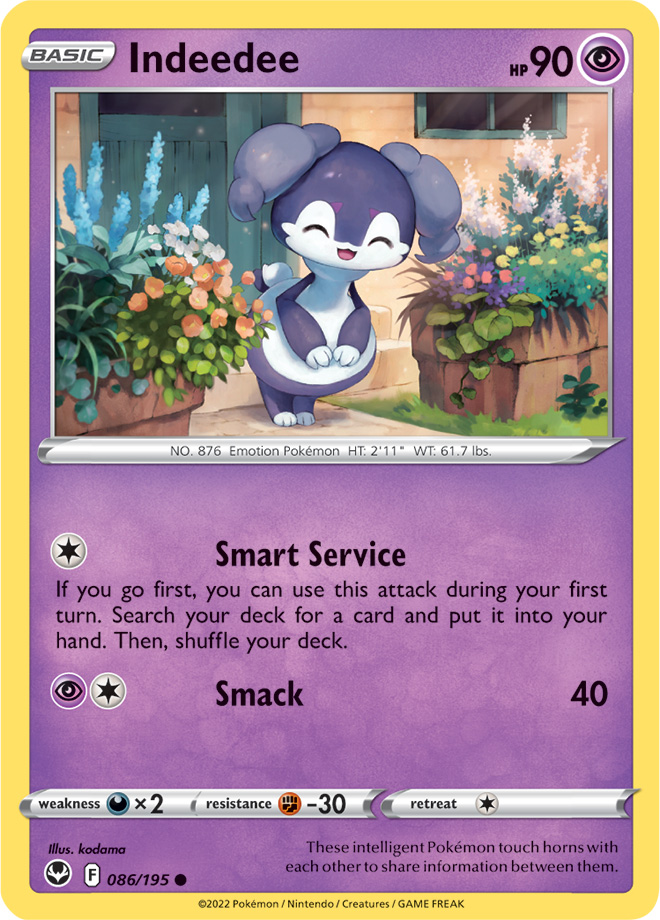 BASIC Indeedee HP 90
NO. 876 Emotion Pokémon HT: 2'11" WT: 61.7 lbs.
Smart Service
If you go first, you can use this attack during your first
turn. Search your deck for a card and put it into your
hand. Then, shuffle your deck.
Smack 40
weakness ×2 resistance -30 retreat
Illus. kodama
These intelligent Pokémon touch horns with
each other to share information between them.
F 086/195
©2022 Pokémon / Nintendo / Creatures / GAME FREAK